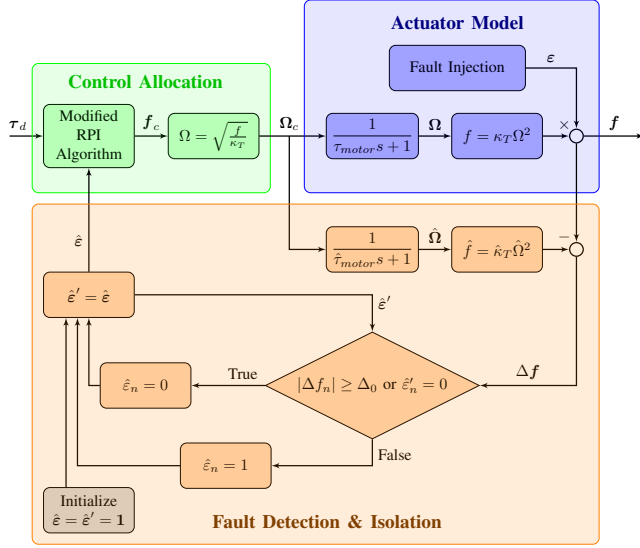 Actuator Model
Fault Injection
ε
Control Allocation
τ_d
Modified
RPI
Algorithm
f_c
Ω = √(f/κ_T)
Ω_c
1/(τ_motor s + 1)
Ω
f = κ_T Ω²
×
f
ε̂
1/(τ̂_motor s + 1)
Ω̂
f̂ = κ̂_T Ω̂²
−
ε̂′ = ε̂
ε̂′
|Δf_n| ≥ Δ_0 or ε̂′_n = 0
Δf
True
ε̂_n = 0
False
ε̂_n = 1
Initialize
ε̂ = ε̂′ = 1
Fault Detection & Isolation